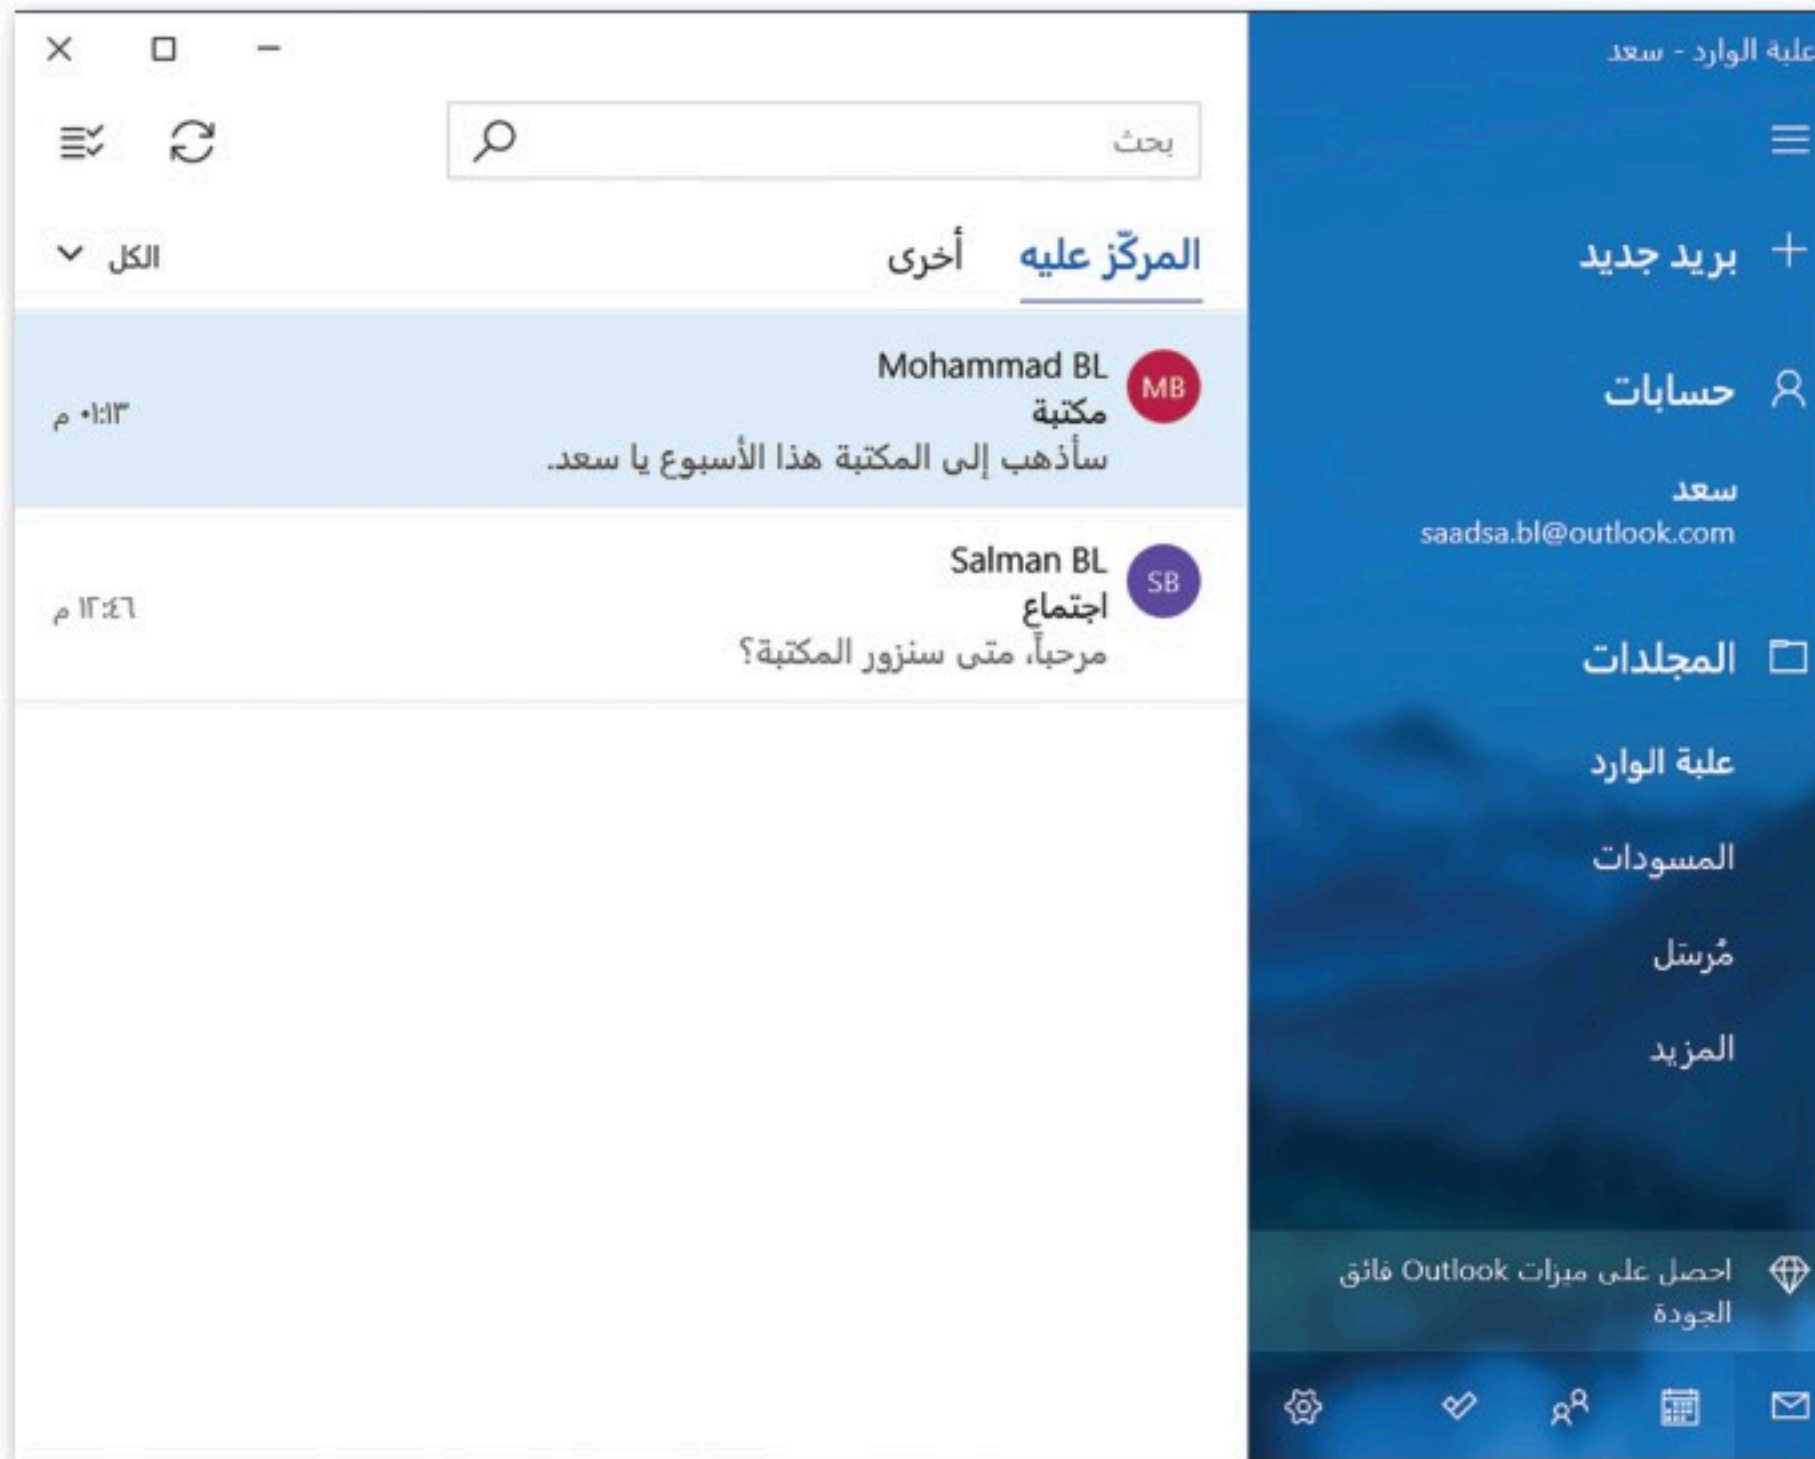 علبة الوارد - سعد
بريد جديد
حسابات
سعد
saadsa.bl@outlook.com
المجلدات
علبة الوارد
المسودات
مُرسَل
المزيد
احصل على ميزات Outlook فائق
الجودة
بحث
المركّز عليه أخرى الكل
MB Mohammad BL
مكتبة
٠١:١٣ م
سأذهب إلى المكتبة هذا الأسبوع يا سعد.
SB Salman BL
اجتماع
١٢:٤٦ م
مرحباً، متى سنزور المكتبة؟